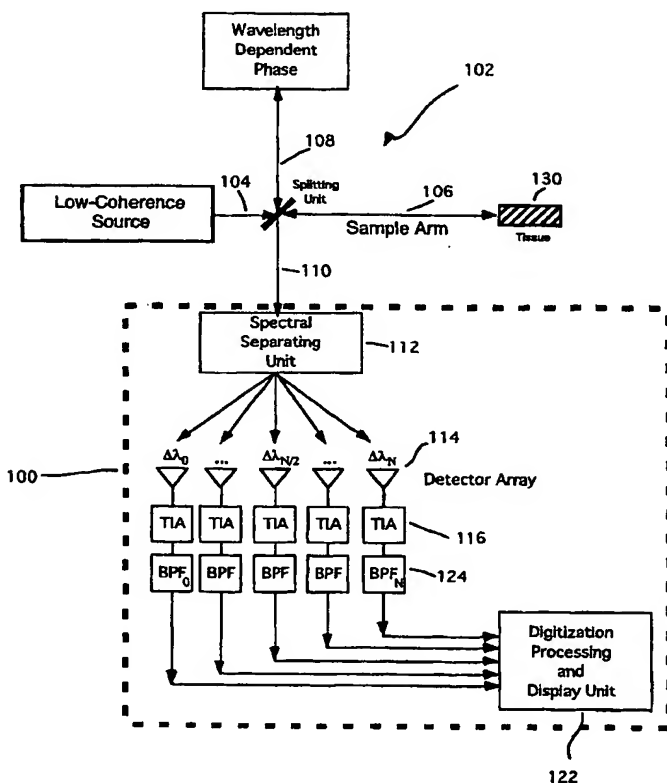 Wavelength
Dependent
Phase
102
108
104
Splitting
Unit
106
130
Low-Coherence
Source
Sample Arm
Tissue
110
Spectral
Separating
Unit
112
Δλ0 ... ΔλN/2 ... ΔλN
114
100
Detector Array
TIA TIA TIA TIA TIA
116
BPF0 BPF BPF BPF BPFN
124
Digitization
Processing
and
Display Unit
122